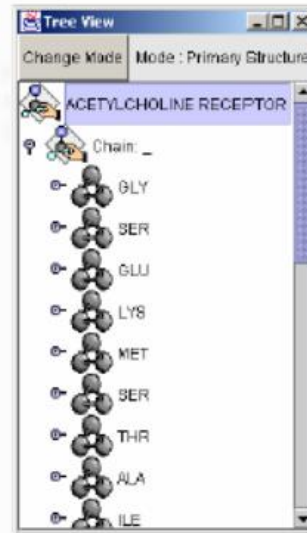 Tree View
Change Mode Mode : Primary Structure
ACETYLCHOLINE RECEPTOR
Chain: _
GLY
SER
GLU
LYS
MET
SER
THR
ALA
ILE